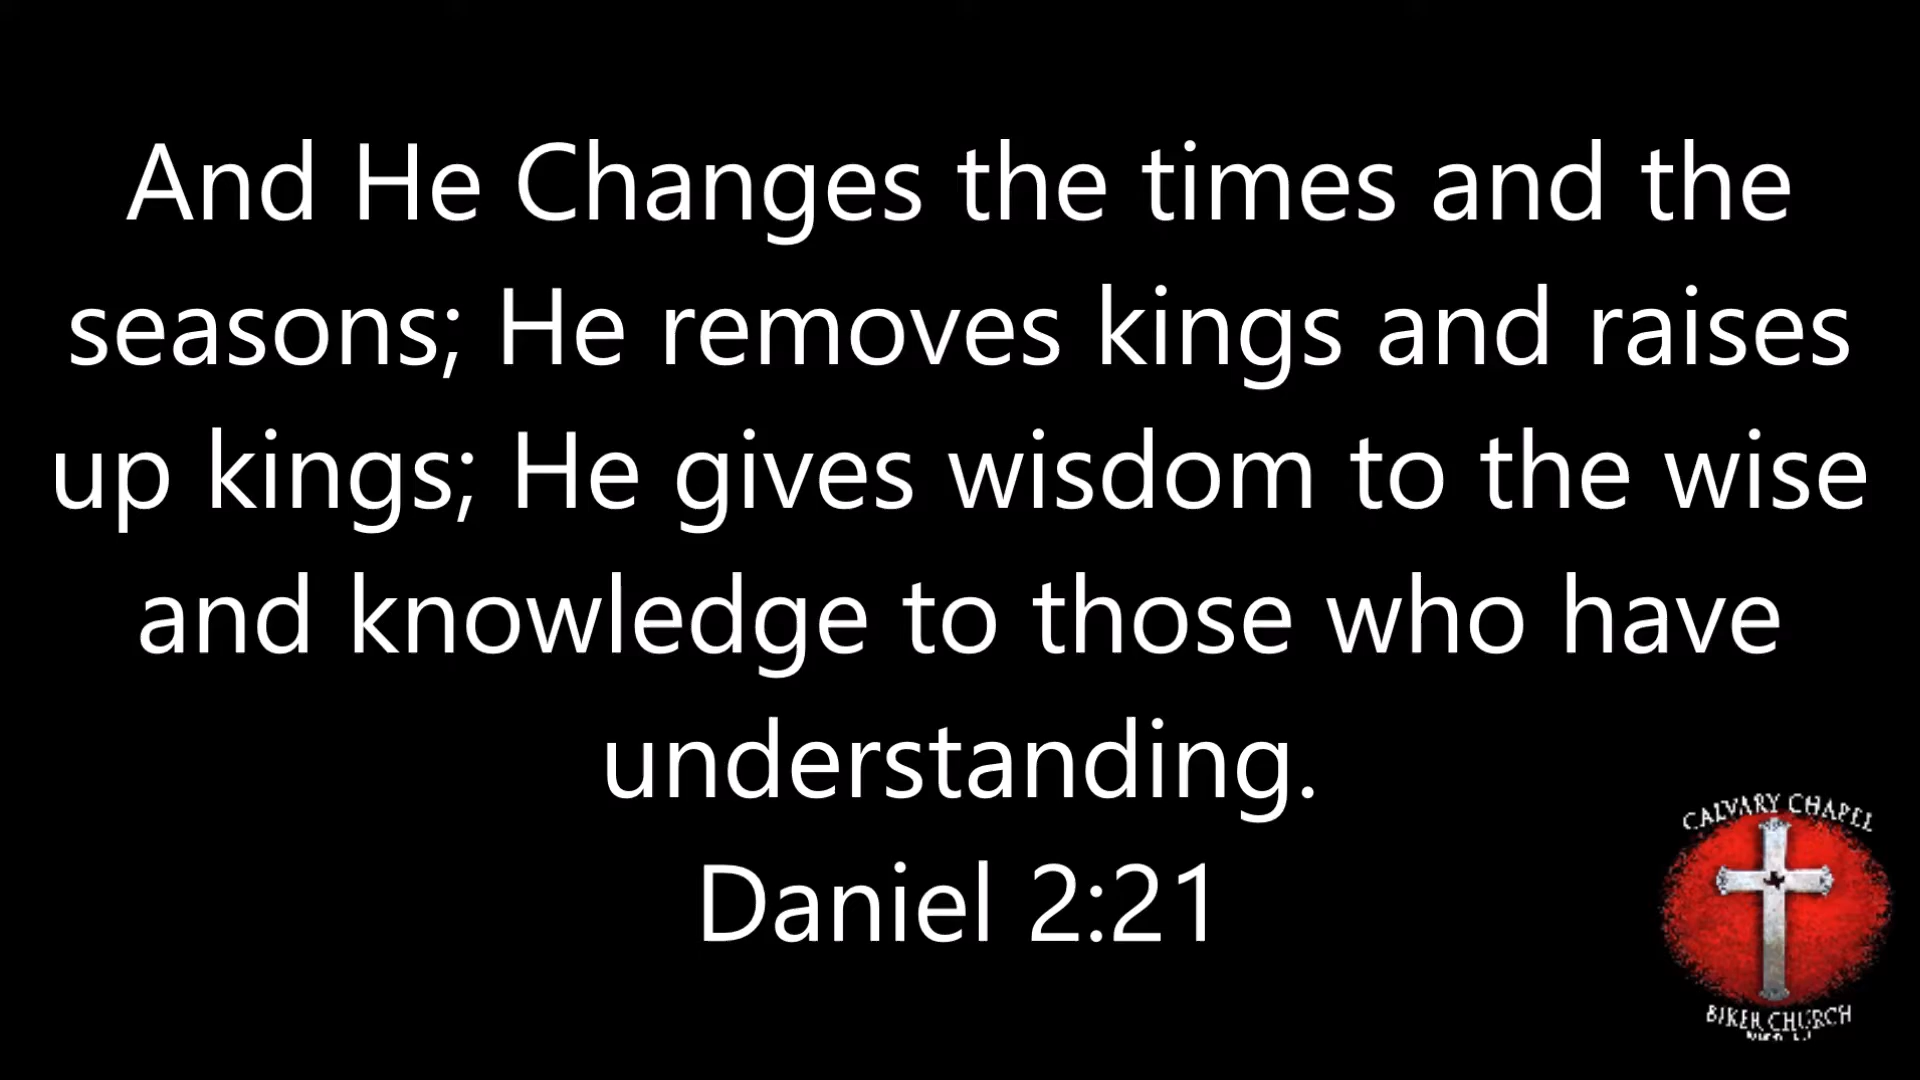 And He Changes the times and the
seasons; He removes kings and raises
up kings; He gives wisdom to the wise
and knowledge to those who have
understanding.
Daniel 2:21
CALVARY CHAPEL
BIKER CHURCH